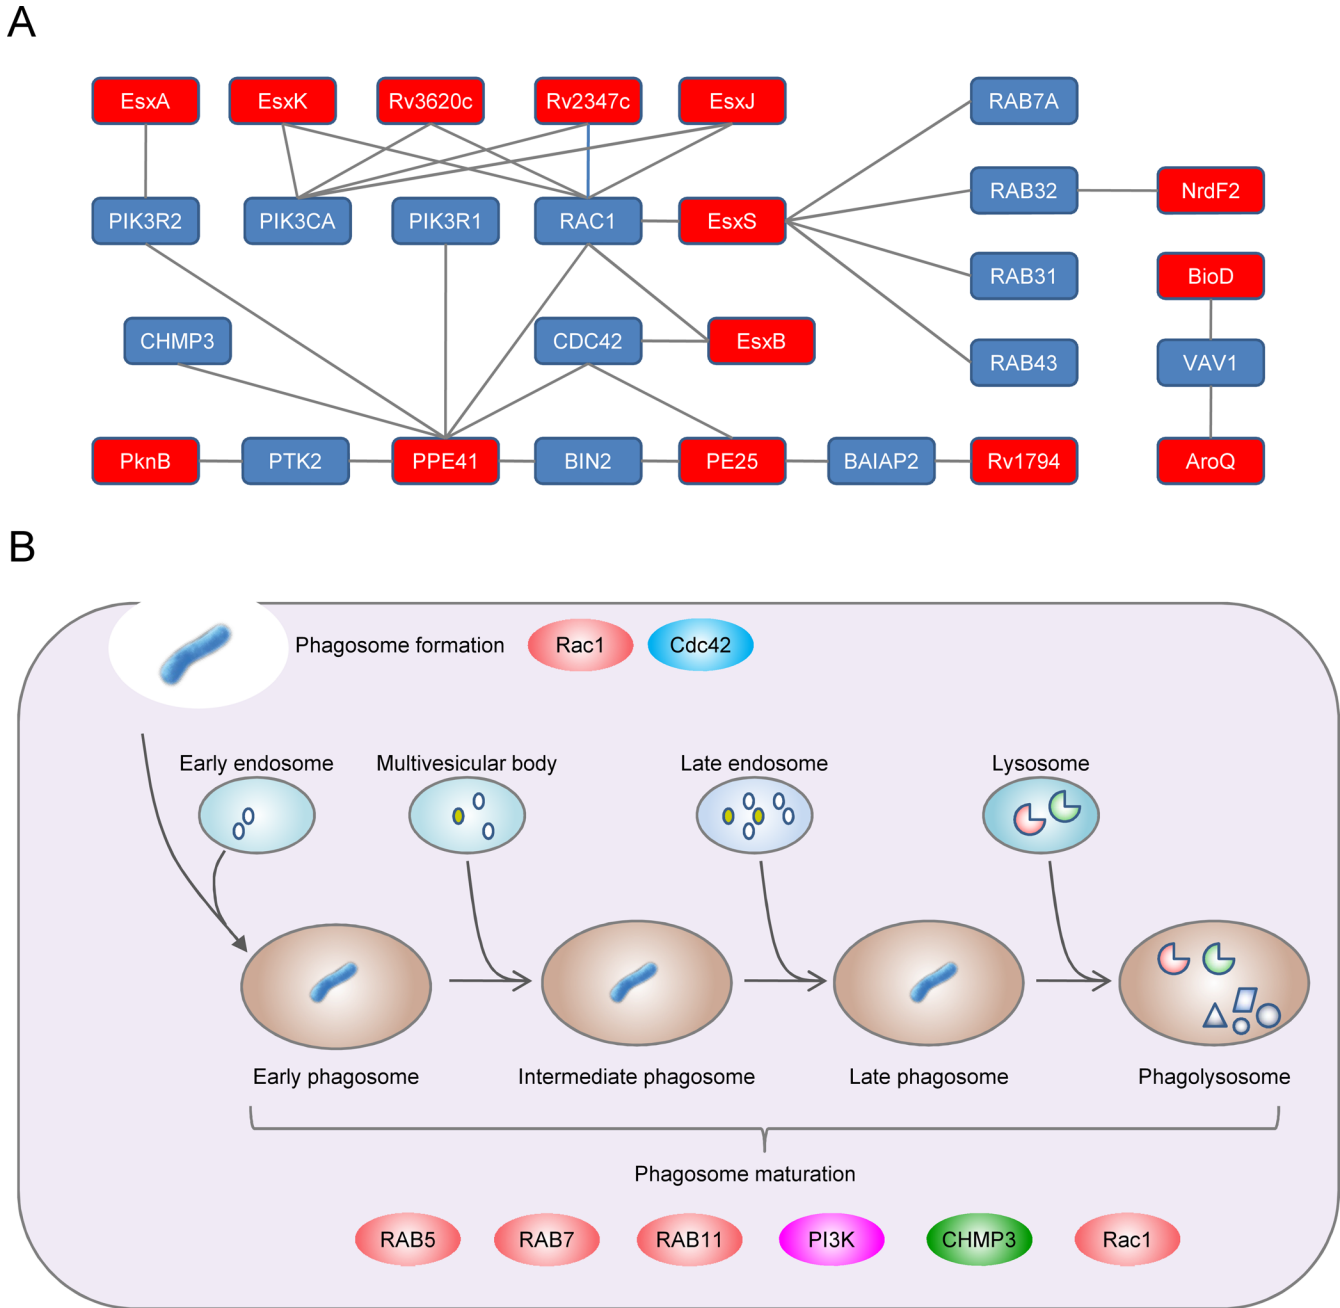 A
EsxA EsxK Rv3620c Rv2347c EsxJ RAB7A
PIK3R2 PIK3CA PIK3R1 RAC1 EsxS RAB32 NrdF2
RAB31 BioD
CHMP3 CDC42 EsxB RAB43 VAV1
PknB PTK2 PPE41 BIN2 PE25 BAIAP2 Rv1794 AroQ
B
Phagosome formation Rac1 Cdc42
Early endosome Multivesicular body Late endosome Lysosome
Early phagosome Intermediate phagosome Late phagosome Phagolysosome
Phagosome maturation
RAB5 RAB7 RAB11 PI3K CHMP3 Rac1